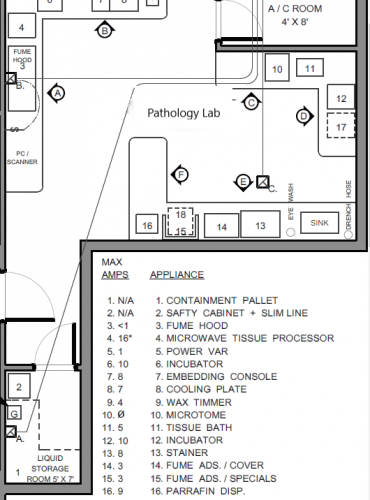 A / C ROOM
4' X 8'
6
7
8
4
B
FUME
HOOD
3
B.
A
10
11
12
17
C
D
Pathology Lab
S
PC /
SCANNER
F
E
C.
EYE WASH
DRENCH HOSE
16
18
15
14
13
SINK
MAX
AMPS APPLIANCE
1. N/A 1. CONTAINMENT PALLET
2. N/A 2. SAFTY CABINET + SLIM LINE
3. <1 3. FUME HOOD
4. 16* 4. MICROWAVE TISSUE PROCESSOR
5. 1 5. POWER VAR
6. 10 6. INCUBATOR
7. 8 7. EMBEDDING CONSOLE
8. 7 8. COOLING PLATE
9. 4 9. WAX TIMMER
10. Ø 10. MICROTOME
11. 5 11. TISSUE BATH
12. 10 12. INCUBATOR
13. 8 13. STAINER
14. 3 14. FUME ADS. / COVER
15. 3 15. FUME ADS. / SPECIALS
16. 9 16. PARRAFIN DISP.
2
G
A.
1
LIQUID
STORAGE
ROOM 5' X 7'